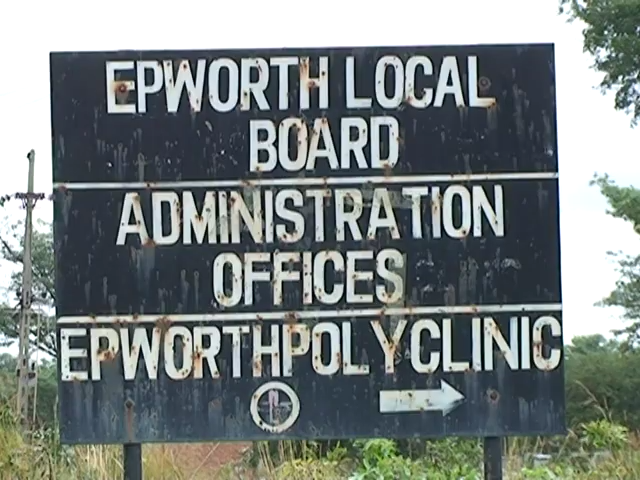 EPWORTH LOCAL
BOARD
ADMINISTRATION
OFFICES
EPWORTHPOLYCLINIC